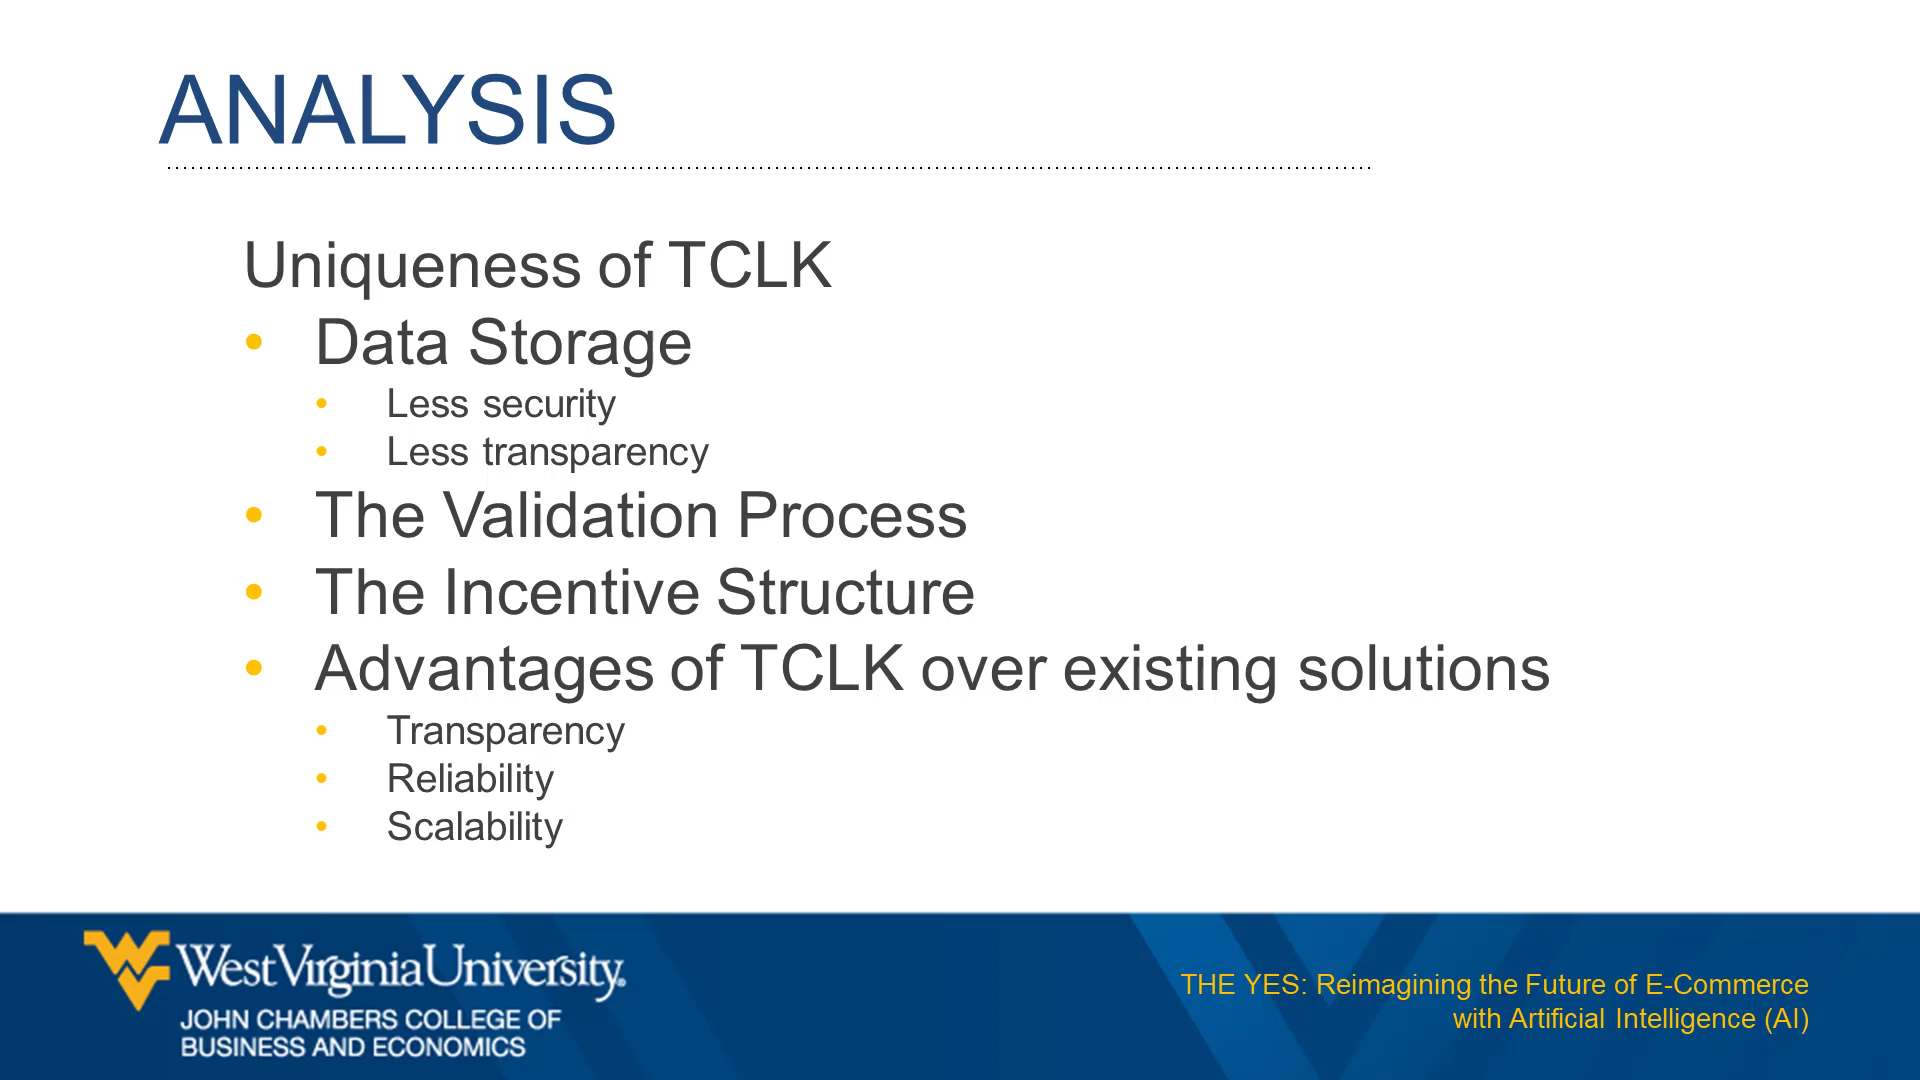 ANALYSIS
Uniqueness of TCLK
• Data Storage
• Less security
• Less transparency
• The Validation Process
• The Incentive Structure
• Advantages of TCLK over existing solutions
• Transparency
• Reliability
• Scalability
WestVirginiaUniversity®
JOHN CHAMBERS COLLEGE OF
BUSINESS AND ECONOMICS
THE YES: Reimagining the Future of E-Commerce
with Artificial Intelligence (AI)